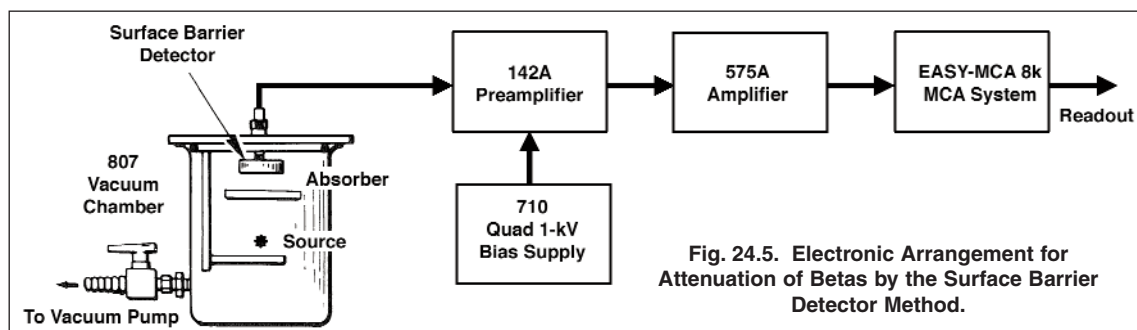 Surface Barrier
Detector
807
Vacuum
Chamber
Absorber
Source
To Vacuum Pump
142A
Preamplifier
575A
Amplifier
EASY-MCA 8k
MCA System
Readout
710
Quad 1-kV
Bias Supply
Fig. 24.5. Electronic Arrangement for
Attenuation of Betas by the Surface Barrier
Detector Method.